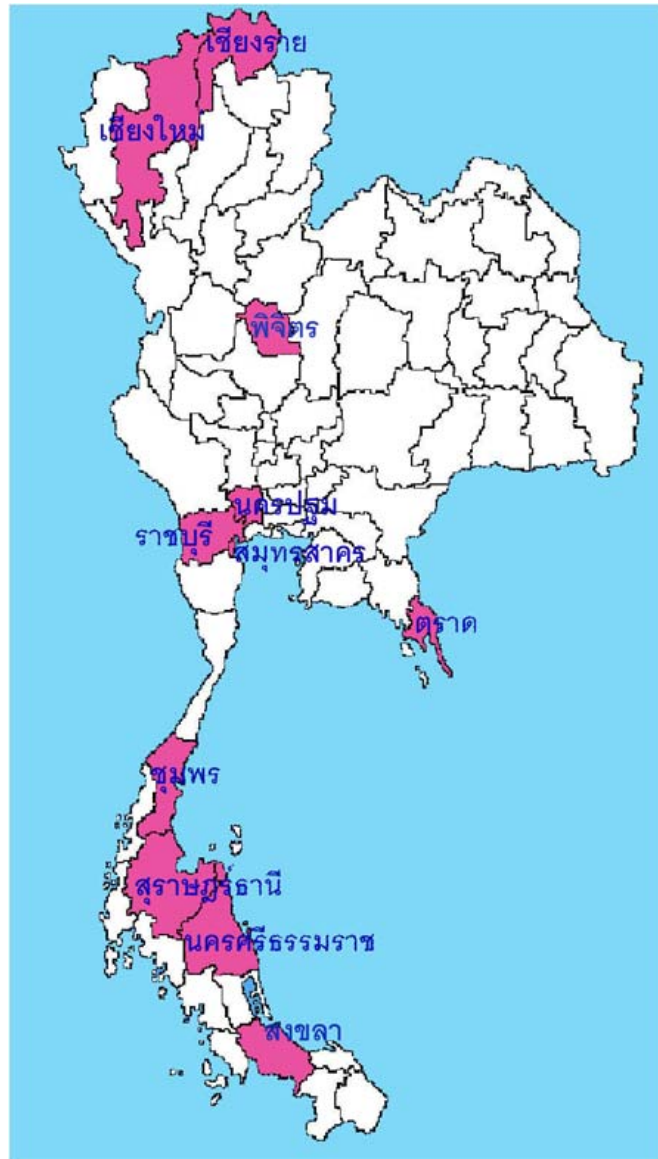 เชียงราย
เชียงใหม่
พิจิตร
นครปฐม
ราชบุรี
สมุทรสาคร
ตราด
ชุมพร
สุราษฎร์ธานี
นครศรีธรรมราช
สงขลา